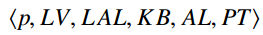 ⟨p, LV, LAL, KB, AL, PT⟩